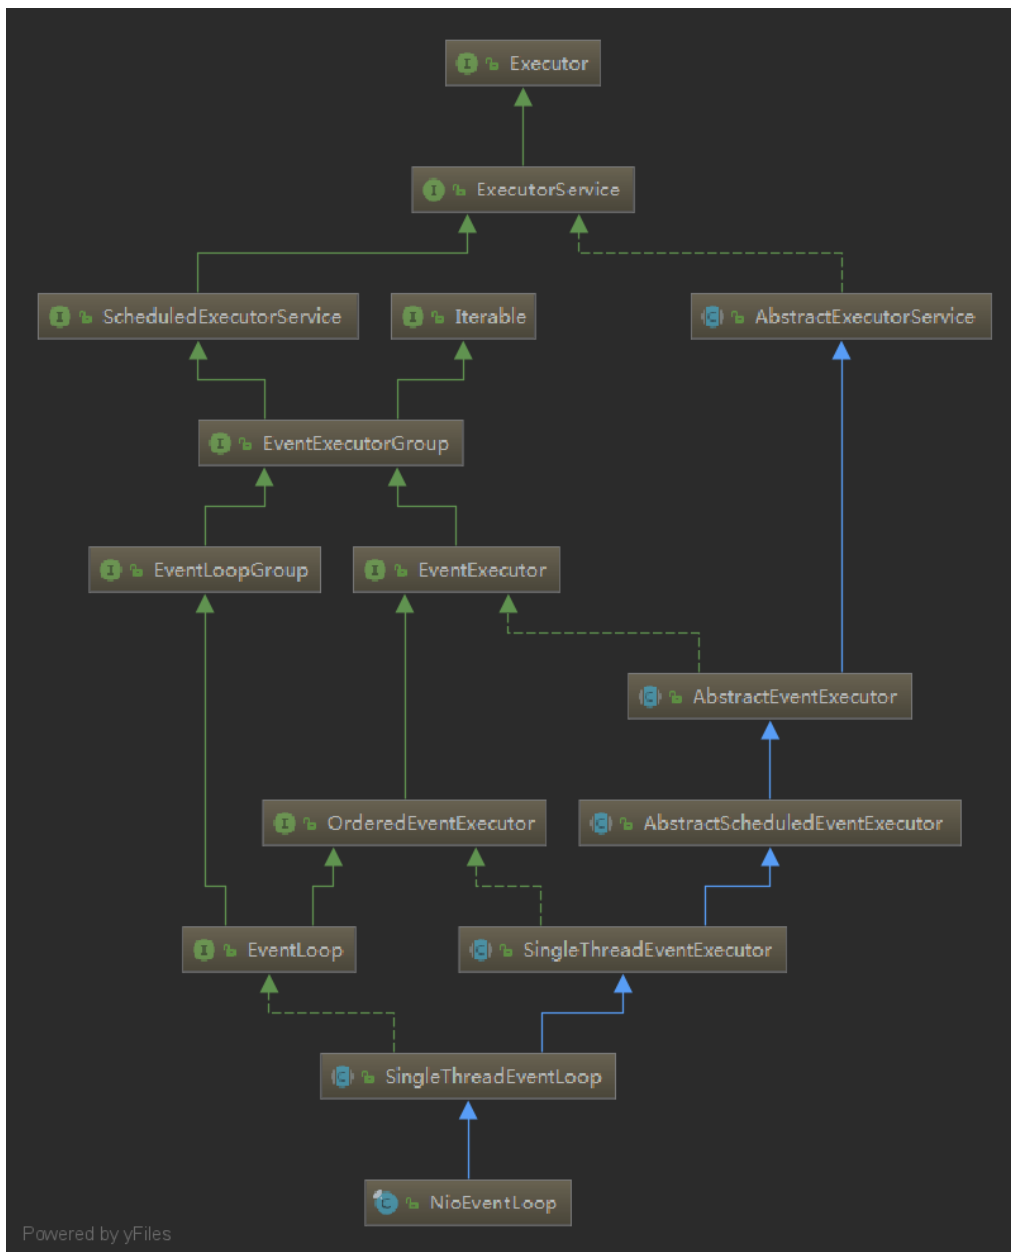 Executor
ExecutorService
ScheduledExecutorService
Iterable
AbstractExecutorService
EventExecutorGroup
EventLoopGroup
EventExecutor
AbstractEventExecutor
OrderedEventExecutor
AbstractScheduledEventExecutor
EventLoop
SingleThreadEventExecutor
SingleThreadEventLoop
NioEventLoop
Powered by yFiles